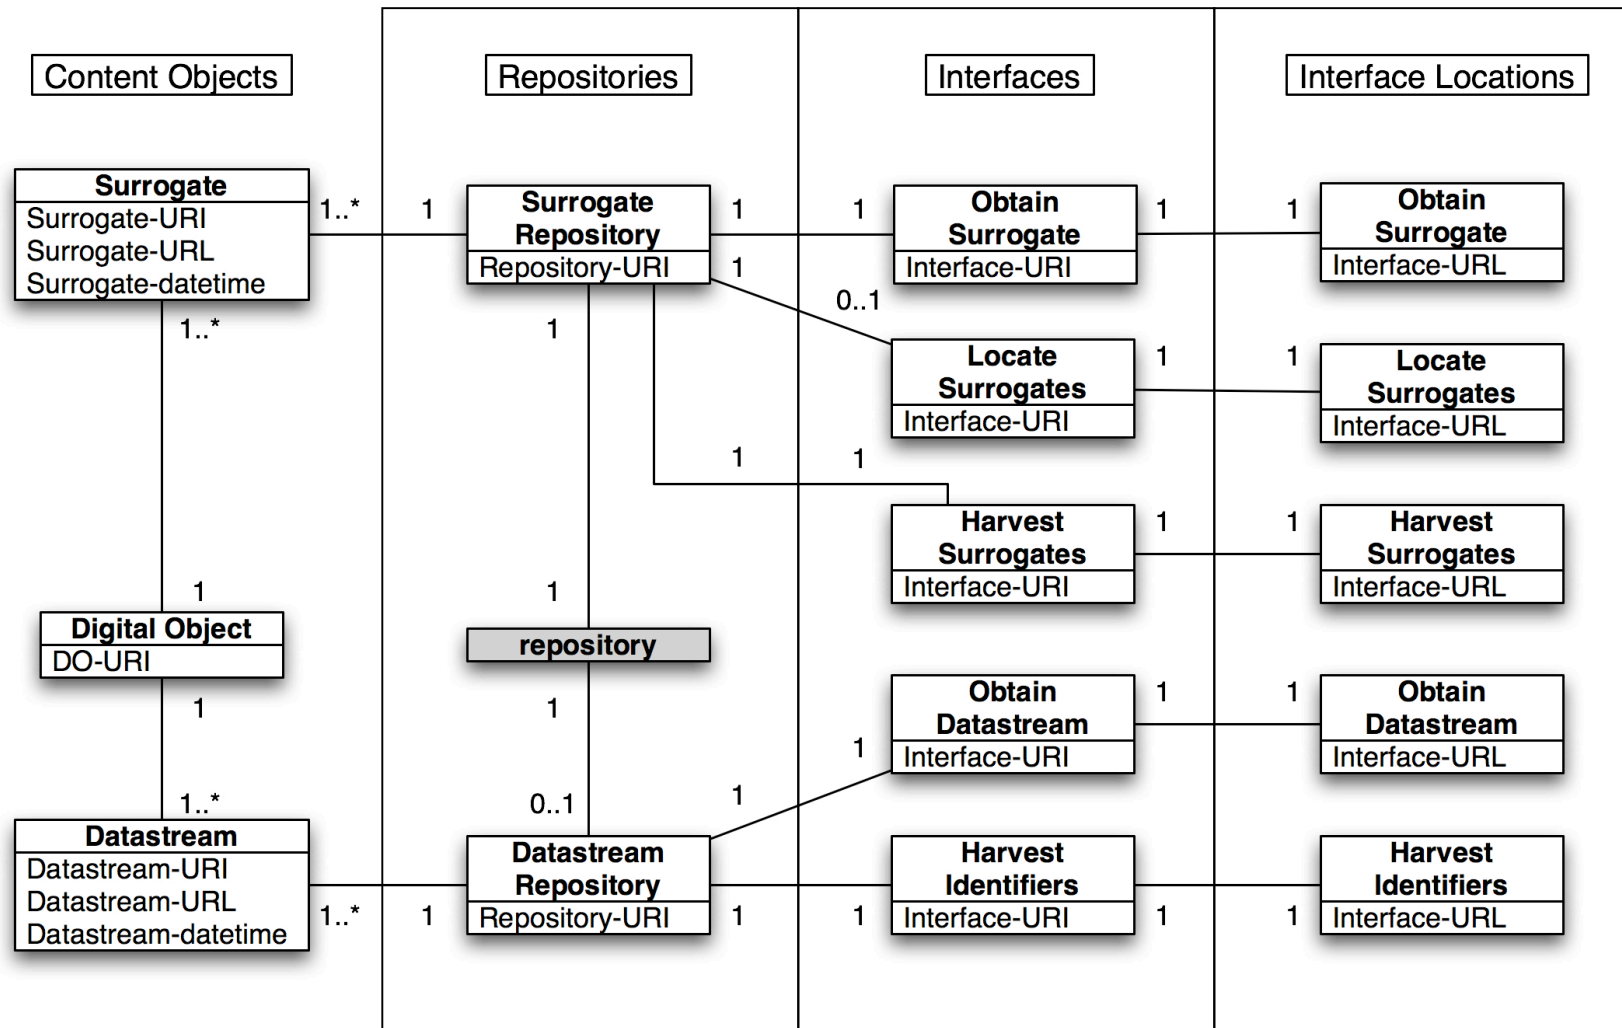 Content Objects
Repositories
Interfaces
Interface Locations
Surrogate
Surrogate-URI
Surrogate-URL
Surrogate-datetime
1..*
1
Surrogate
Repository
Repository-URI
1
1
Obtain
Surrogate
Interface-URI
1
1
Obtain
Surrogate
Interface-URL
1
0..1
1..*
1
Locate
Surrogates
Interface-URI
1
1
Locate
Surrogates
Interface-URL
1
1
Harvest
Surrogates
Interface-URI
1
1
Harvest
Surrogates
Interface-URL
1
1
Digital Object
DO-URI
repository
1
1
Obtain
Datastream
Interface-URI
1
1
Obtain
Datastream
Interface-URL
1
1
1..*
0..1
Datastream
Datastream-URI
Datastream-URL
Datastream-datetime
1..*
1
Datastream
Repository
Repository-URI
1
1
Harvest
Identifiers
Interface-URI
1
1
Harvest
Identifiers
Interface-URL